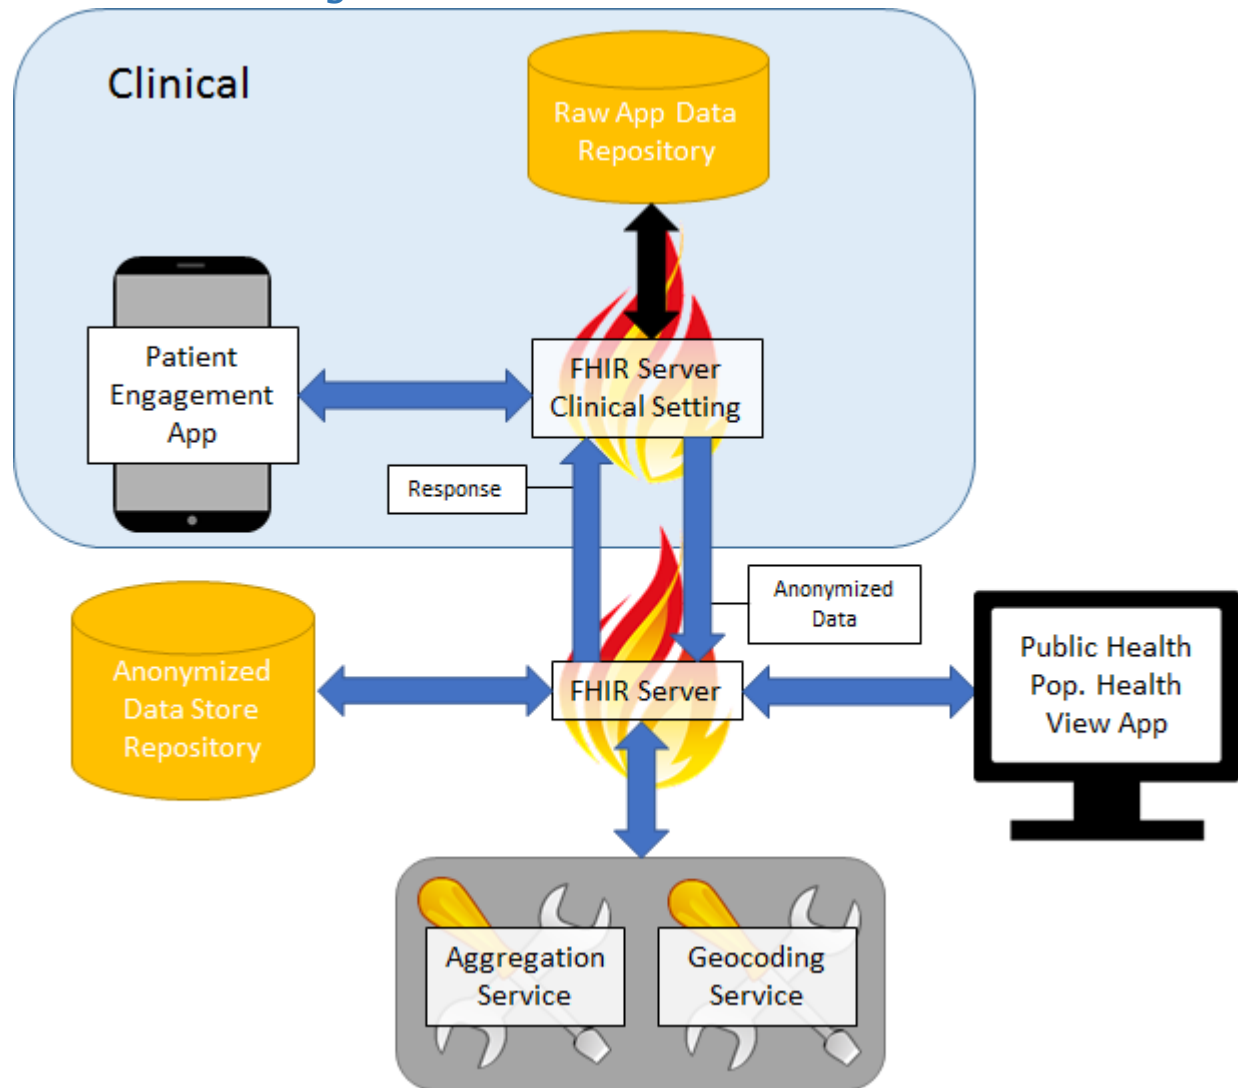 Clinical
Raw App Data
Repository
Patient
Engagement
App
FHIR Server
Clinical Setting
Response
Anonymized
Data
Anonymized
Data Store
Repository
FHIR Server
Public Health
Pop. Health
View App
Aggregation
Service
Geocoding
Service